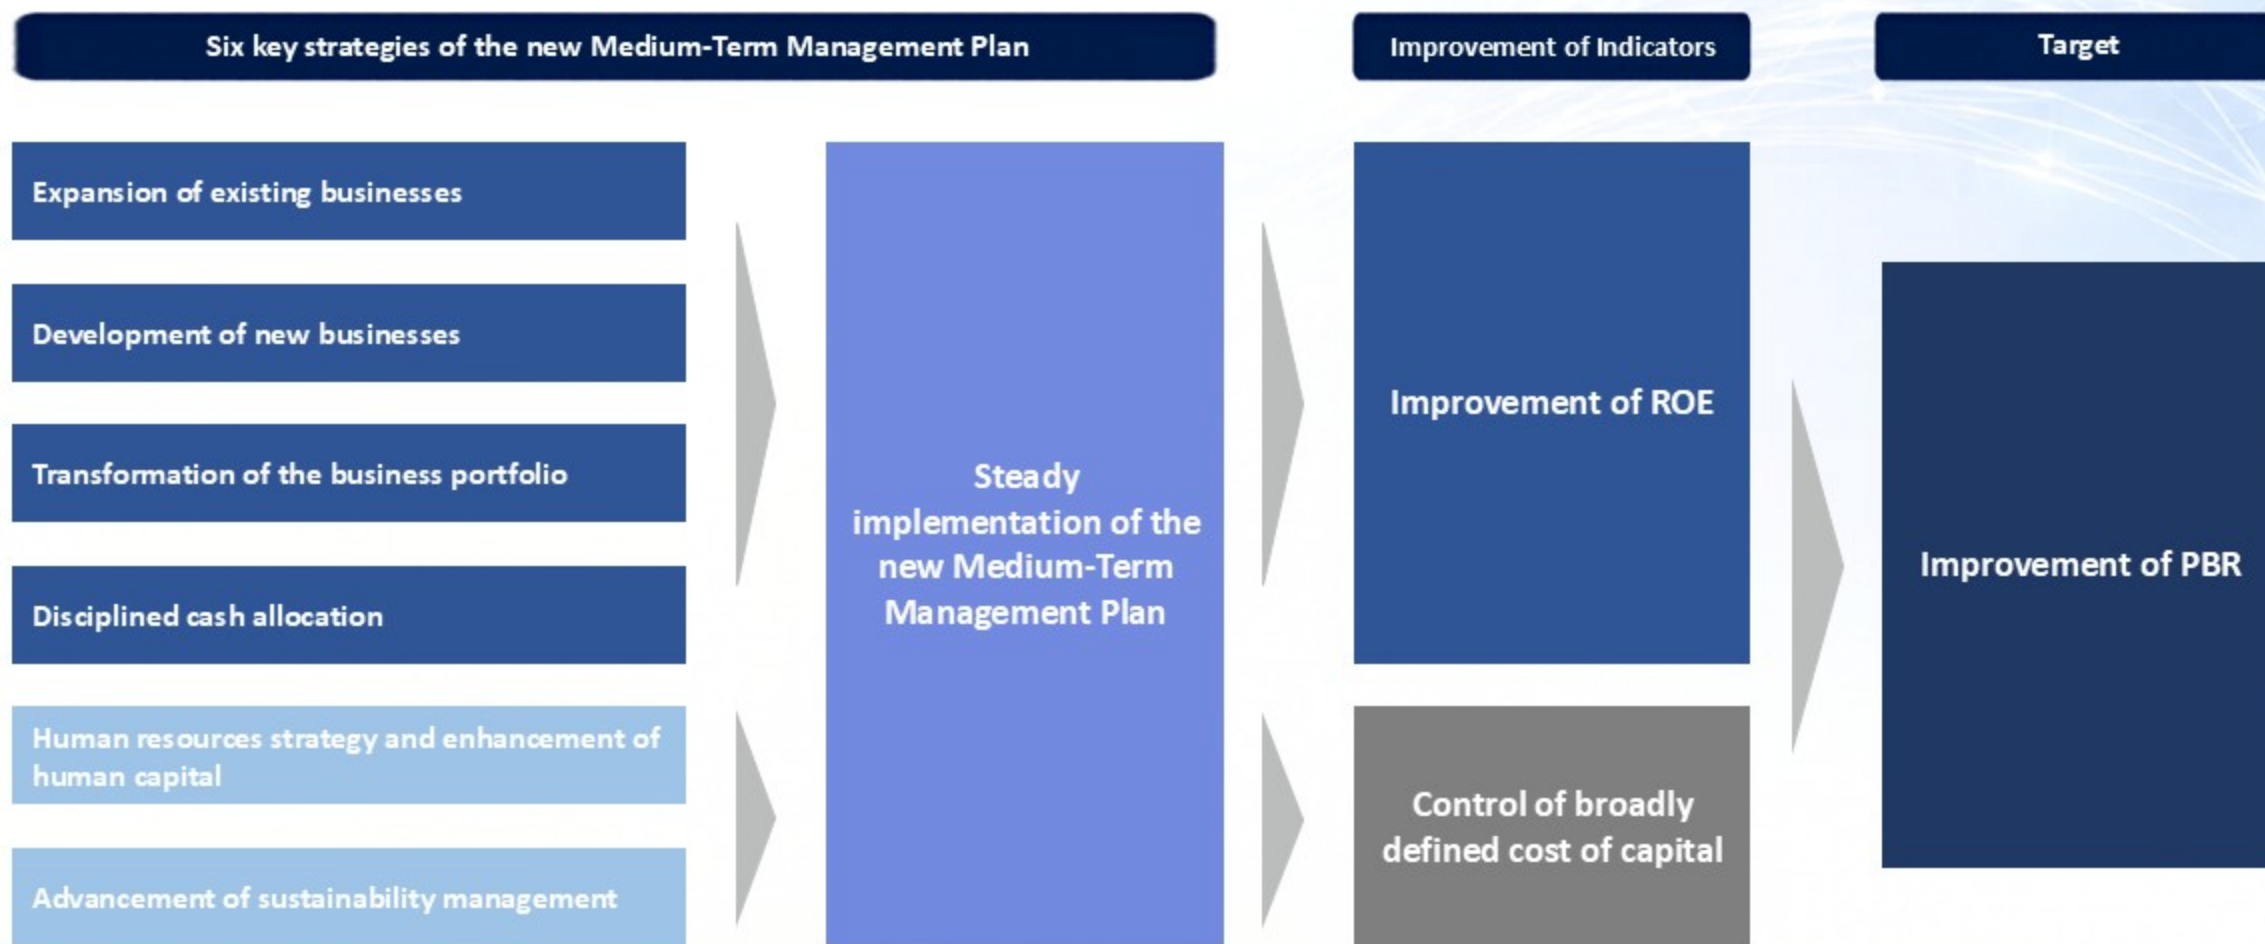 Six key strategies of the new Medium-Term Management Plan
Improvement of Indicators
Target
Expansion of existing businesses
Development of new businesses
Transformation of the business portfolio
Disciplined cash allocation
Human resources strategy and enhancement of
human capital
Advancement of sustainability management
Steady
implementation of the
new Medium-Term
Management Plan
Improvement of ROE
Control of broadly
defined cost of capital
Improvement of PBR